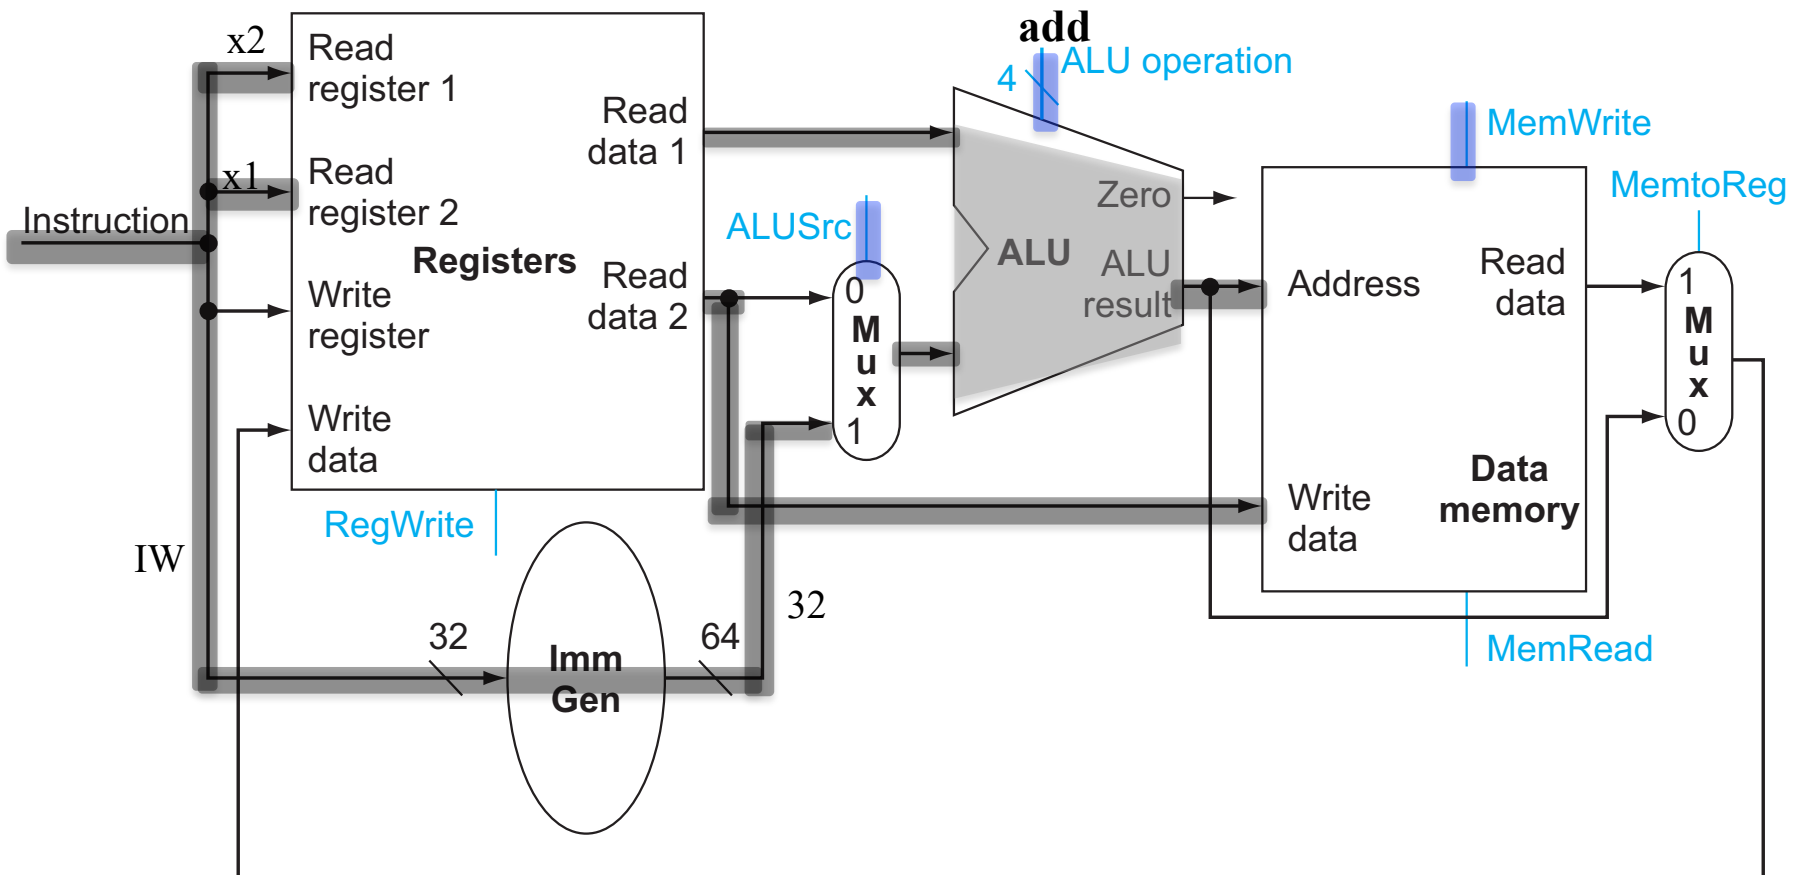 add
x2
Read
register 1
ALU operation
4
Read
data 1
MemWrite
x1
Read
register 2
MemtoReg
Zero
Instruction
ALUSrc
Registers
ALU
ALU
result
Read
data 2
Address
Read
data
1
Mux
0
Write
register
0
Mux
1
Write
data
Data
memory
Write
data
RegWrite
IW
32
Imm
Gen
64
32
MemRead